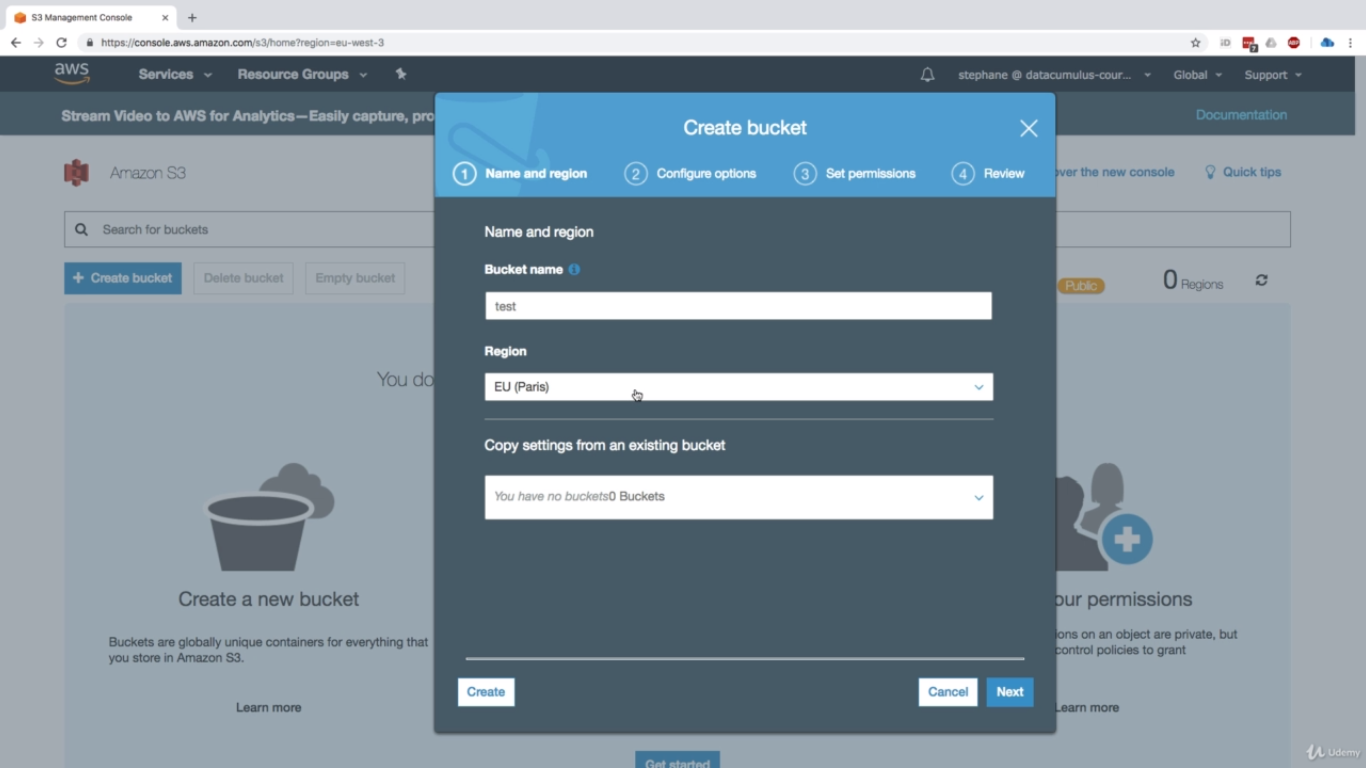 S3 Management Console
https://console.aws.amazon.com/s3/home?region=eu-west-3
aws
Services
Resource Groups
stephane @ datacumulus-cour...
Global
Support
Stream Video to AWS for Analytics—Easily capture, pro
Documentation
Create bucket
1 Name and region
2 Configure options
3 Set permissions
4 Review
Amazon S3
over the new console
Quick tips
Search for buckets
+ Create bucket
Delete bucket
Empty bucket
Public
0 Regions
Name and region
Bucket name
test
Region
EU (Paris)
Copy settings from an existing bucket
You have no buckets0 Buckets
You do
Create a new bucket
Buckets are globally unique containers for everything that
you store in Amazon S3.
Learn more
our permissions
ions on an object are private, but
control policies to grant
Learn more
Create
Cancel
Next
Get started
Udemy